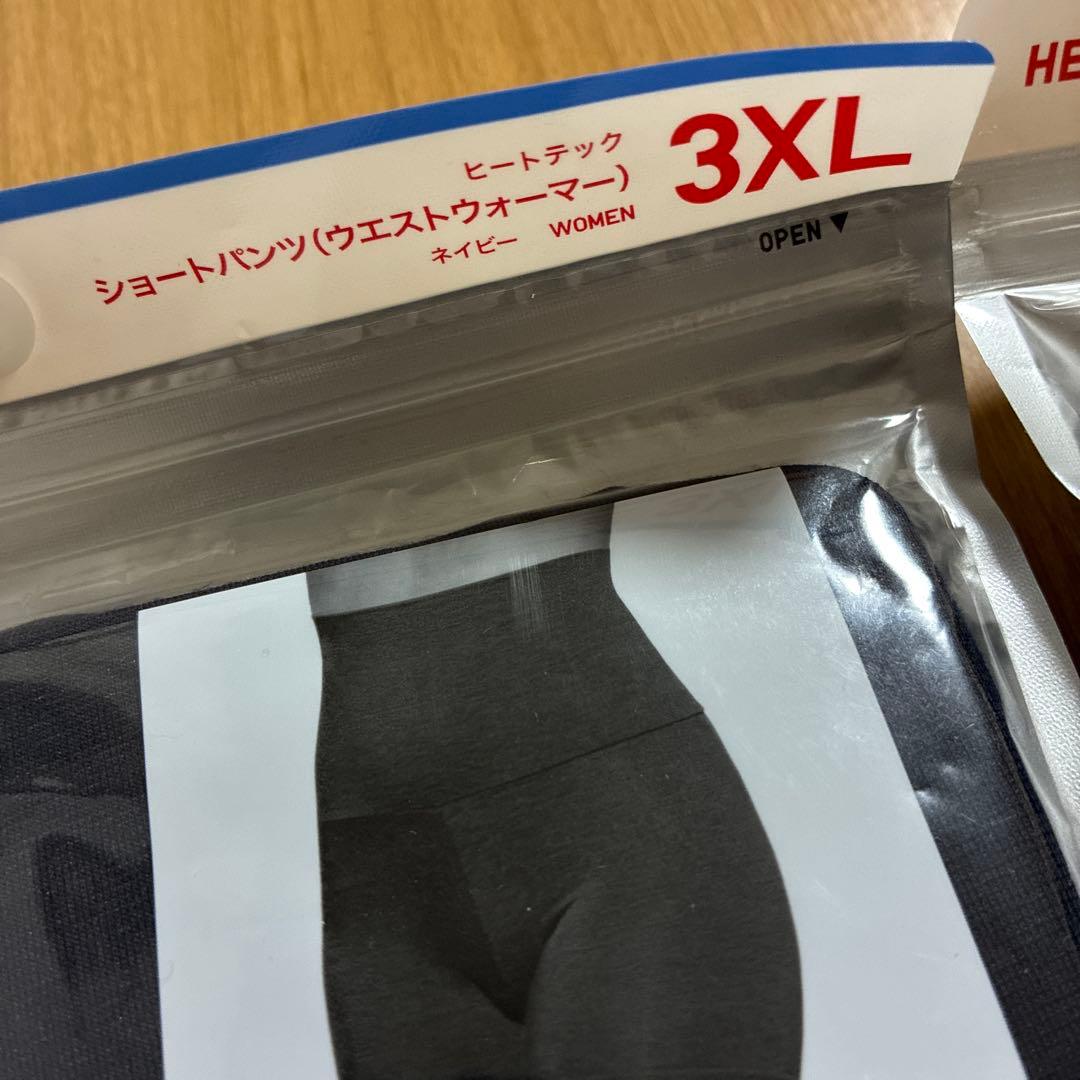 ヒートテック
ショートパンツ(ウエストウォーマー)
ネイビー WOMEN
3XL
OPEN▼
HE